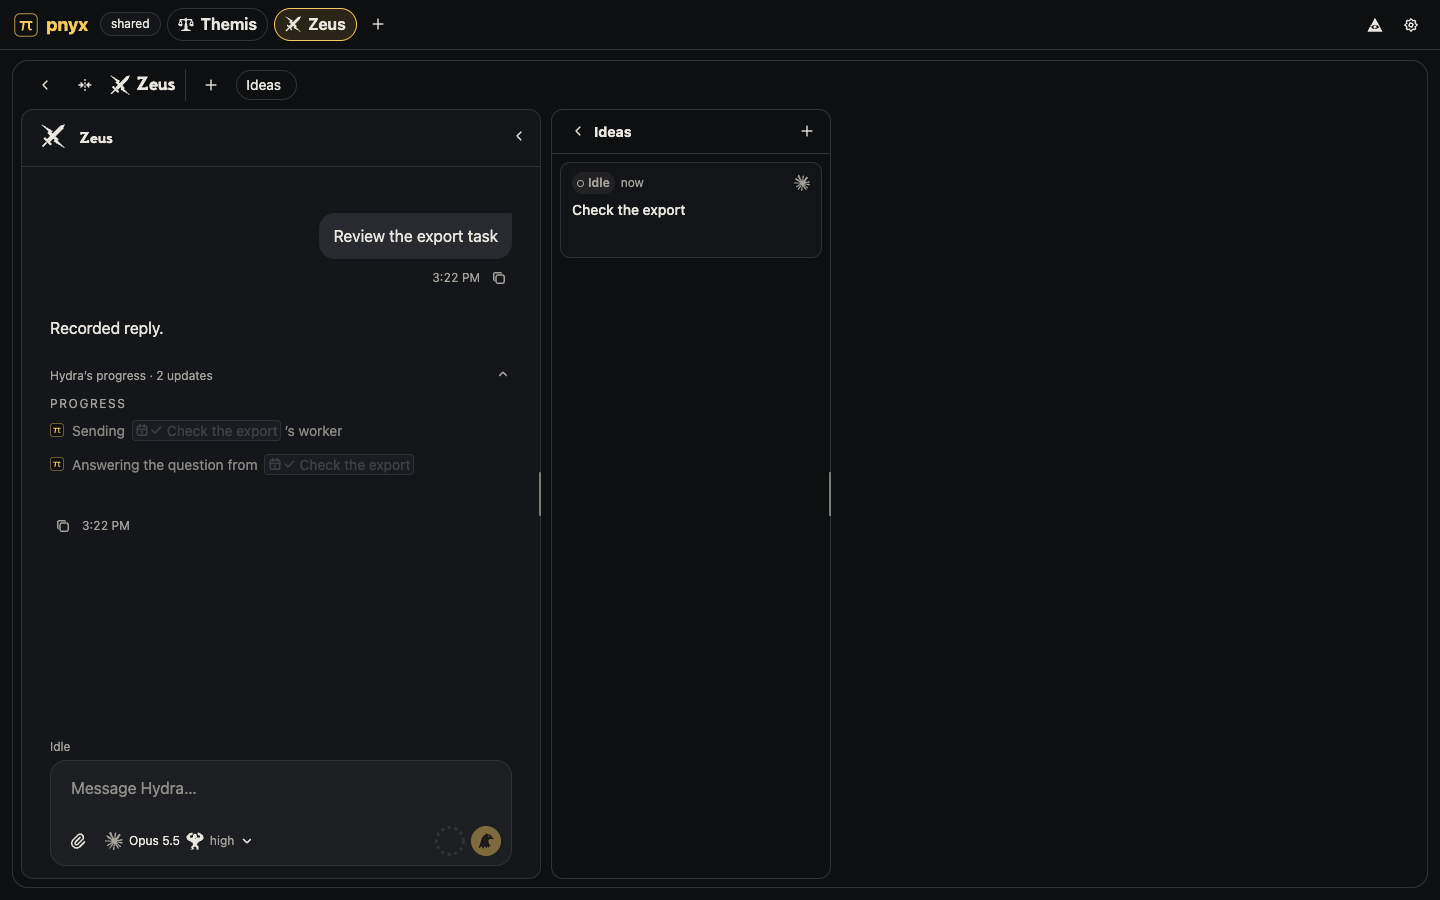 π pnyx shared Themis Zeus
Zeus Ideas
Zeus
Ideas
Idle now
Check the export
Review the export task
3:22 PM
Recorded reply.
Hydra's progress · 2 updates
PROGRESS
π Sending Check the export 's worker
π Answering the question from Check the export
3:22 PM
Idle
Message Hydra...
Opus 5.5 high